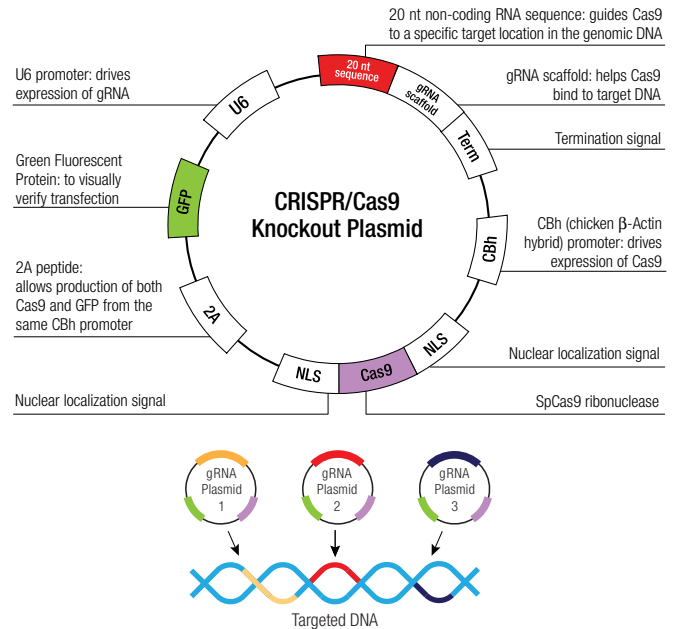 20 nt non-coding RNA sequence: guides Cas9
to a specific target location in the genomic DNA
U6 promoter: drives
expression of gRNA
gRNA scaffold: helps Cas9
bind to target DNA
Termination signal
Green Fluorescent
Protein: to visually
verify transfection
CBh (chicken β-Actin
hybrid) promoter: drives
expression of Cas9
2A peptide:
allows production of both
Cas9 and GFP from the
same CBh promoter
Nuclear localization signal
Nuclear localization signal
SpCas9 ribonuclease
CRISPR/Cas9
Knockout Plasmid
20 nt
sequence
gRNA
scaffold
Term
CBh
NLS
Cas9
NLS
2A
GFP
U6
gRNA
Plasmid
1
gRNA
Plasmid
2
gRNA
Plasmid
3
Targeted DNA